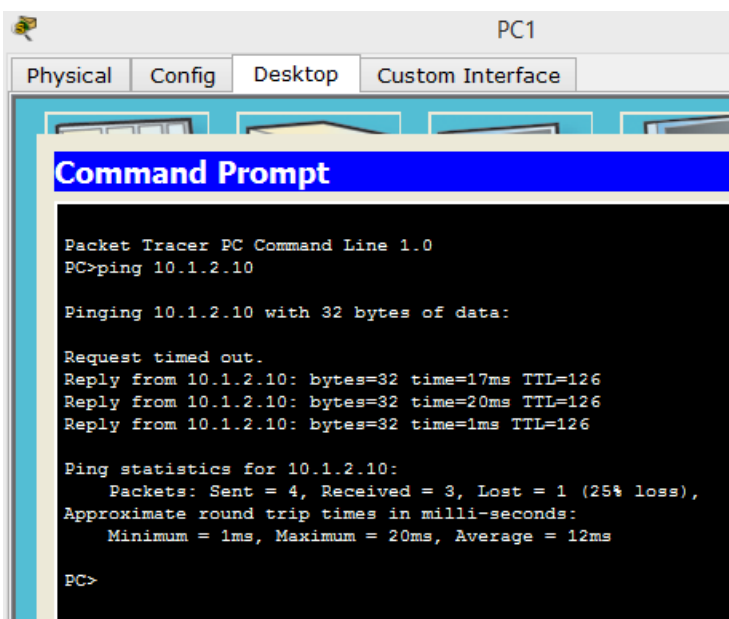 PC1
Physical Config Desktop Custom Interface
Command Prompt
Packet Tracer PC Command Line 1.0
PC>ping 10.1.2.10
Pinging 10.1.2.10 with 32 bytes of data:
Request timed out.
Reply from 10.1.2.10: bytes=32 time=17ms TTL=126
Reply from 10.1.2.10: bytes=32 time=20ms TTL=126
Reply from 10.1.2.10: bytes=32 time=1ms TTL=126
Ping statistics for 10.1.2.10:
Packets: Sent = 4, Received = 3, Lost = 1 (25% loss),
Approximate round trip times in milli-seconds:
Minimum = 1ms, Maximum = 20ms, Average = 12ms
PC>